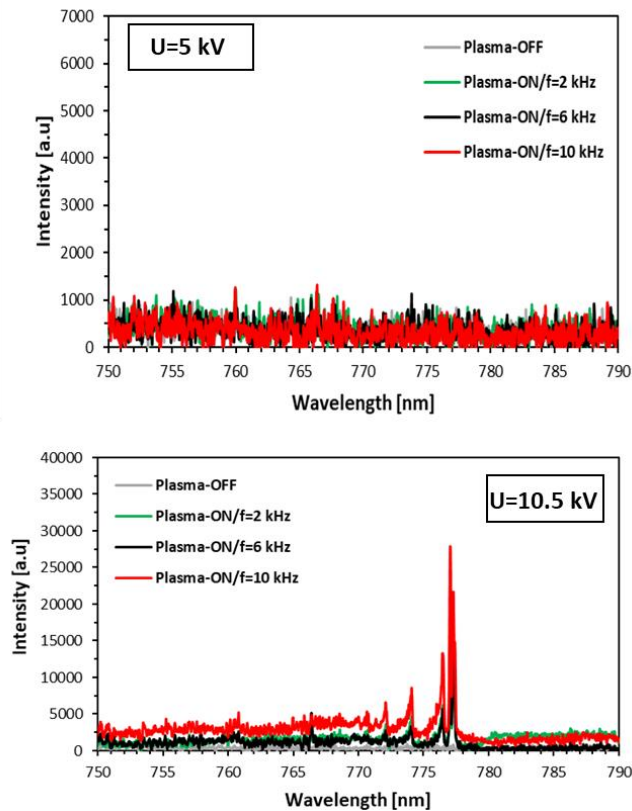 U=5 kV
Plasma-OFF
Plasma-ON/f=2 kHz
Plasma-ON/f=6 kHz
Plasma-ON/f=10 kHz
Intensity [a.u]
7000
6000
5000
4000
3000
2000
1000
0
750 755 760 765 770 775 780 785 790
Wavelength [nm]
U=10.5 kV
Plasma-OFF
Plasma-ON/f=2 kHz
Plasma-ON/f=6 kHz
Plasma-ON/f=10 kHz
Intensity [a.u]
40000
35000
30000
25000
20000
15000
10000
5000
0
750 755 760 765 770 775 780 785 790
Wavelength [nm]